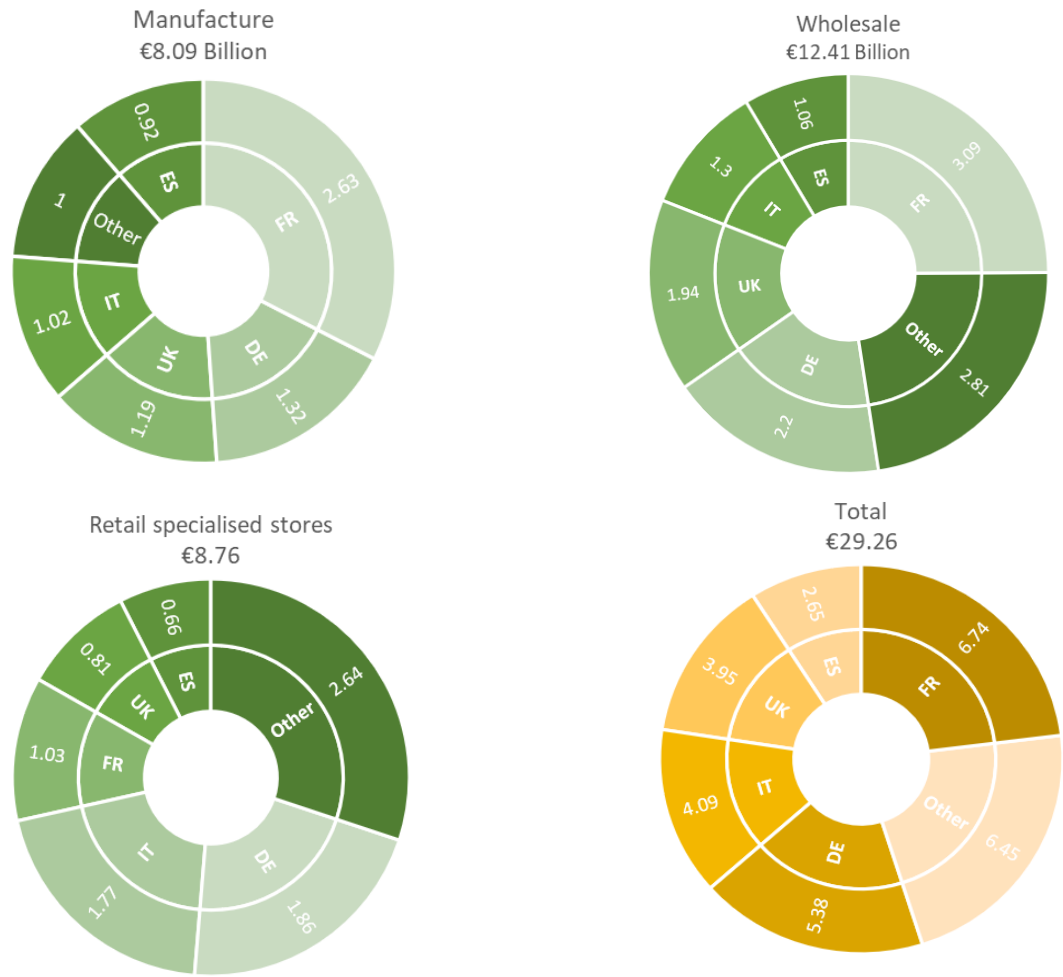 Manufacture
€8.09 Billion
FR
2.63
DE
1.32
UK
1.19
IT
1.02
Other
1
ES
0.92
Wholesale
€12.41 Billion
FR
3.09
Other
2.81
DE
2.2
UK
1.94
IT
1.3
ES
1.06
Retail specialised stores
€8.76
Other
2.64
DE
1.86
IT
1.77
FR
1.03
UK
0.81
ES
0.66
Total
€29.26
FR
6.74
Other
6.45
DE
5.38
IT
4.09
UK
3.95
ES
2.65